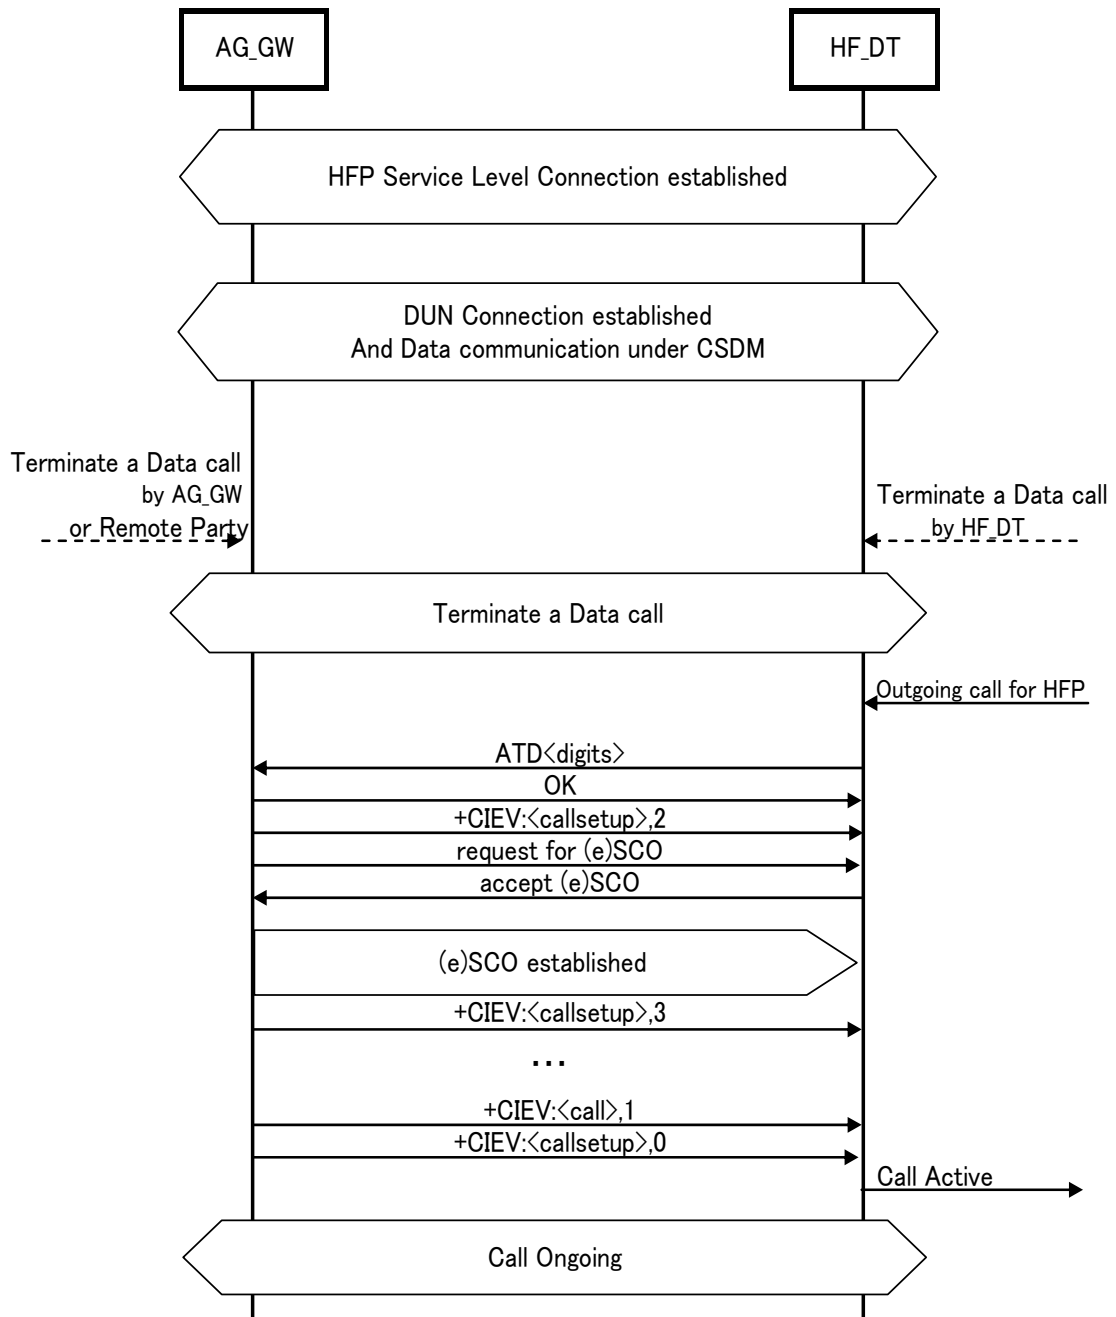 AG_GW
HF_DT
HFP Service Level Connection established
DUN Connection established
And Data communication under CSDM
Terminate a Data call
by AG_GW
or Remote Party
Terminate a Data call
by HF_DT
Terminate a Data call
Outgoing call for HFP
ATD<digits>
OK
+CIEV:<callsetup>,2
request for (e)SCO
accept (e)SCO
(e)SCO established
+CIEV:<callsetup>,3
...
+CIEV:<call>,1
+CIEV:<callsetup>,0
Call Active
Call Ongoing